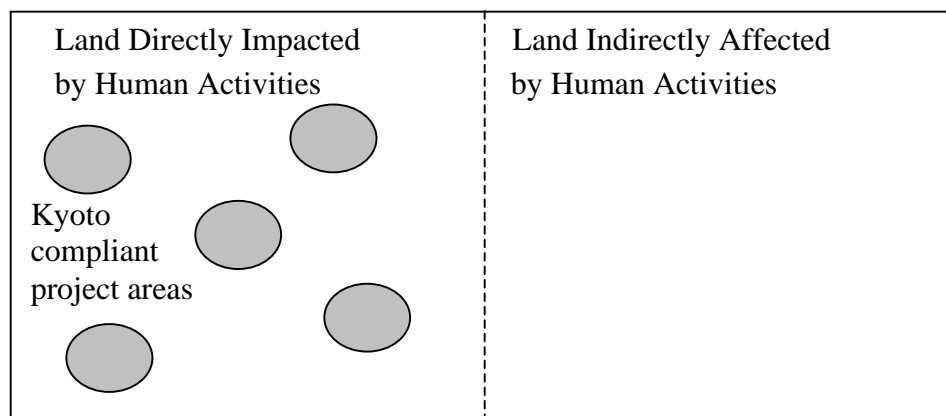 Land Directly Impacted
by Human Activities
Land Indirectly Affected
by Human Activities
Kyoto
compliant
project areas